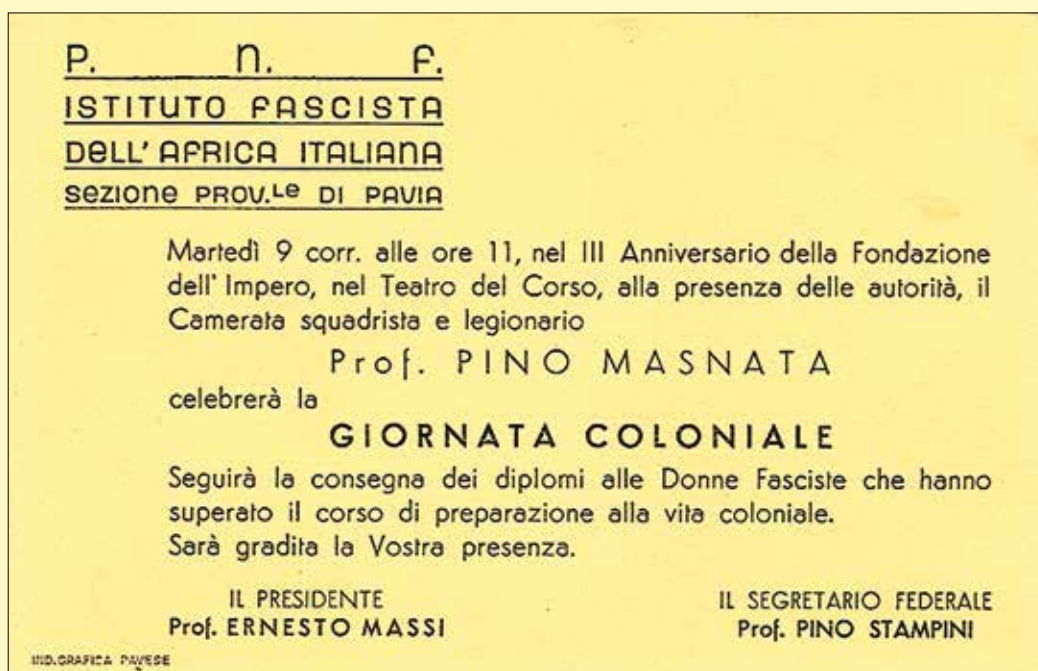 P. N. F.
ISTITUTO FASCISTA
DELL' AFRICA ITALIANA
SEZIONE PROV.Le DI PAVIA
Martedì 9 corr. alle ore 11, nel III Anniversario della Fondazione
dell' Impero, nel Teatro del Corso, alla presenza delle autorità, il
Camerata squadrista e legionario
Prof. PINO MASNATA
celebrerà la
GIORNATA COLONIALE
Seguirà la consegna dei diplomi alle Donne Fasciste che hanno
superato il corso di preparazione alla vita coloniale.
Sarà gradita la Vostra presenza.
IL PRESIDENTE
Prof. ERNESTO MASSI
IL SEGRETARIO FEDERALE
Prof. PINO STAMPINI
IND.GRAFICA PAVESE